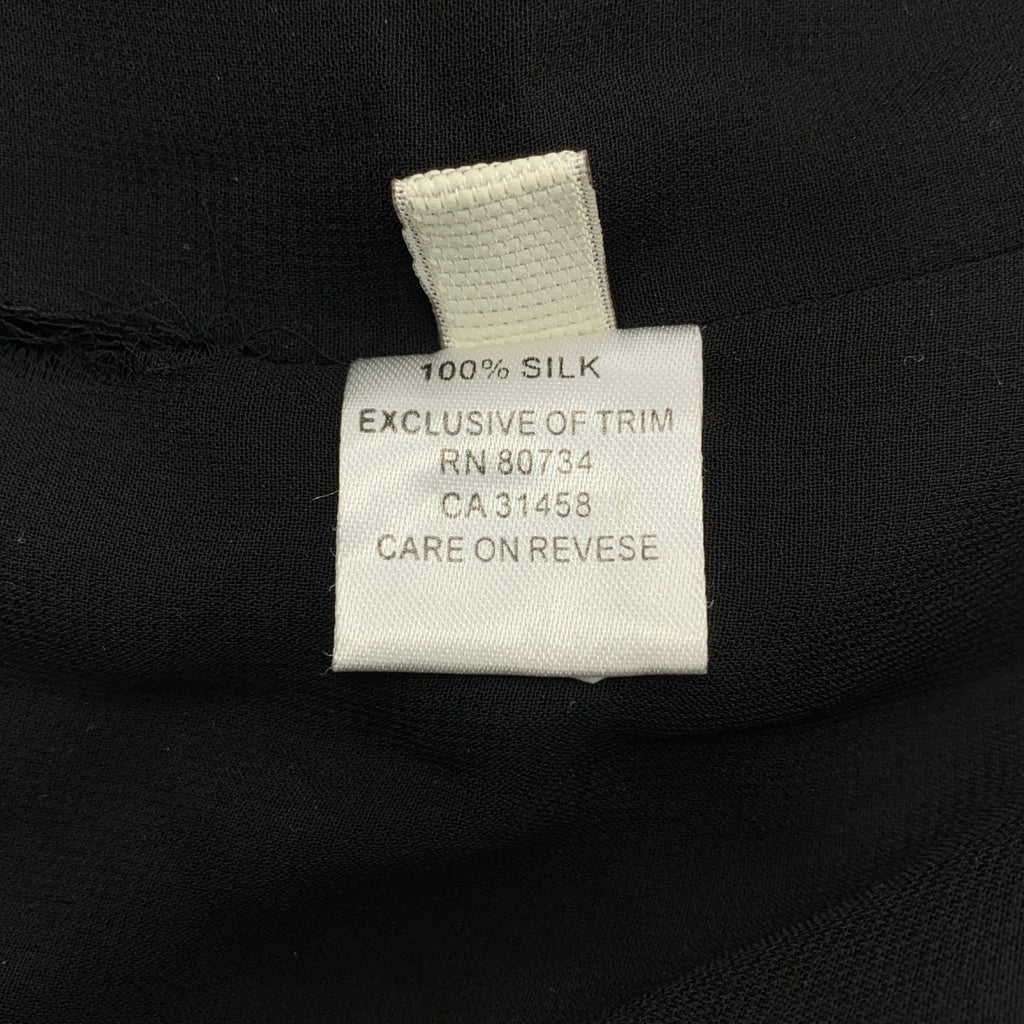 100% SILK
EXCLUSIVE OF TRIM
RN 80734
CA 31458
CARE ON REVESE